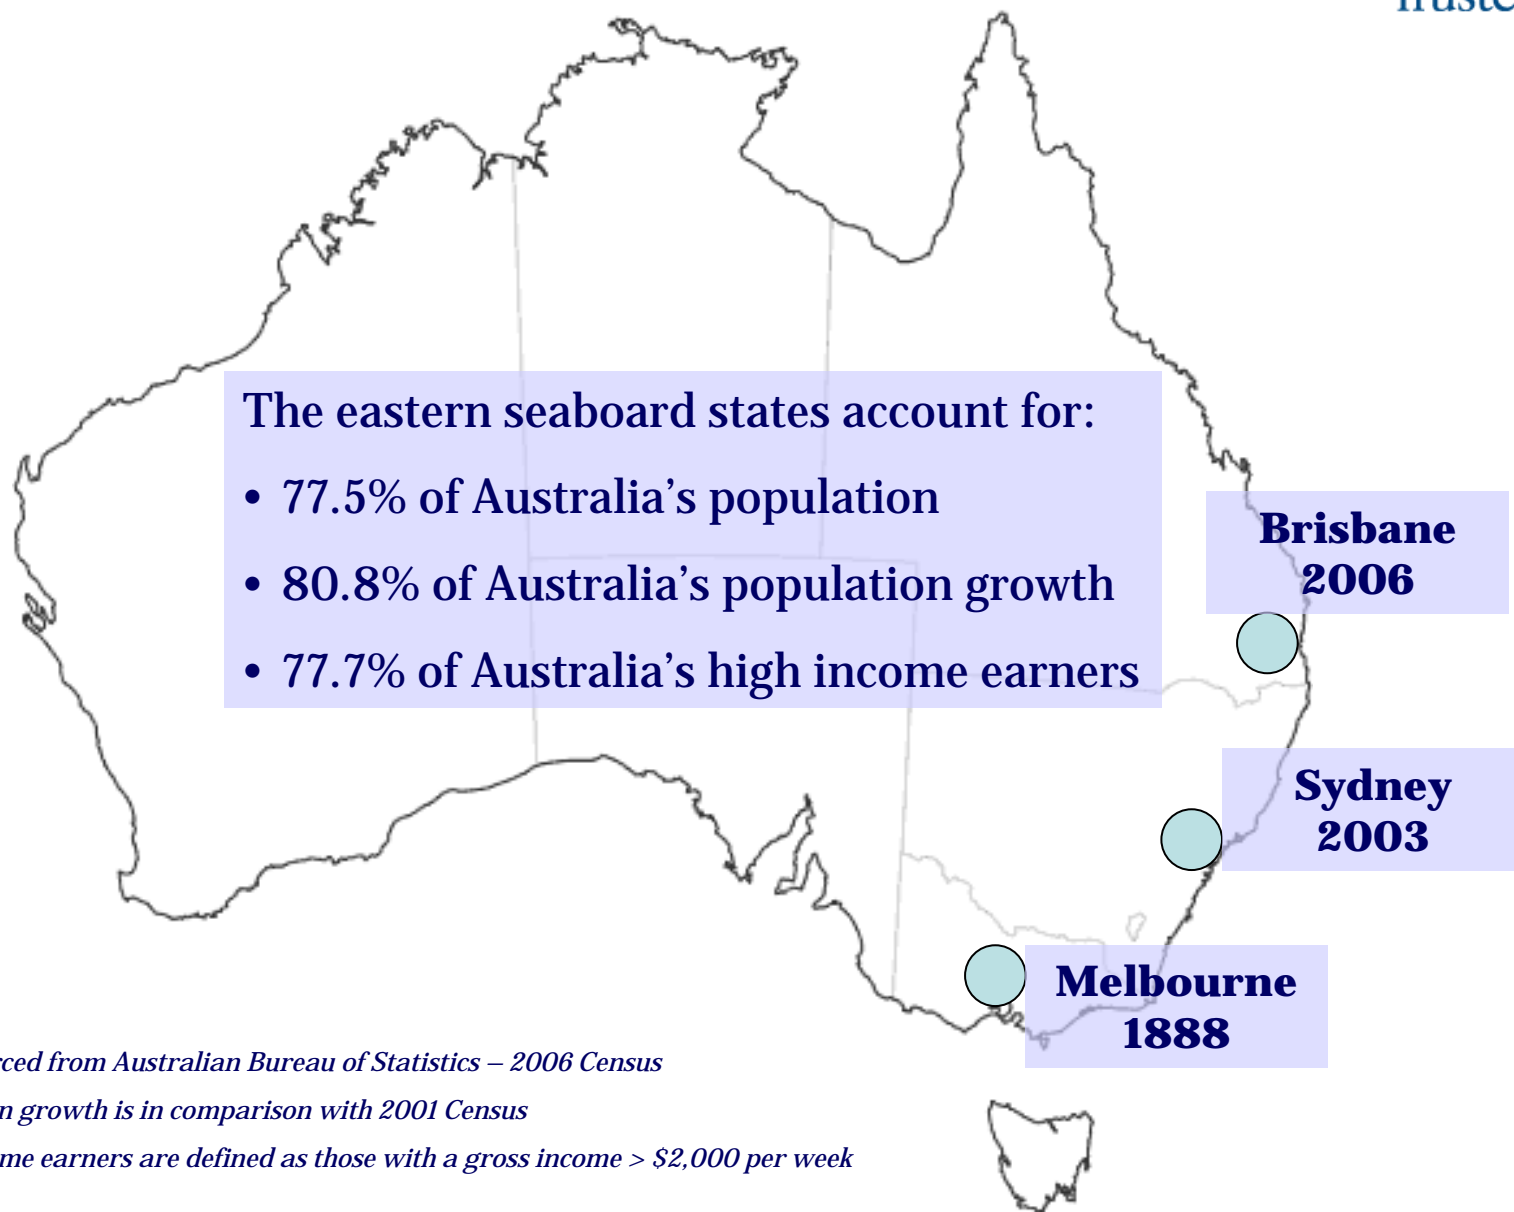 The eastern seaboard states account for:
• 77.5% of Australia’s population
• 80.8% of Australia’s population growth
• 77.7% of Australia’s high income earners
Brisbane
2006
Sydney
2003
Melbourne
1888
from Australian Bureau of Statistics – 2006 Census
growth is in comparison with 2001 Census
earners are defined as those with a gross income > $2,000 per week